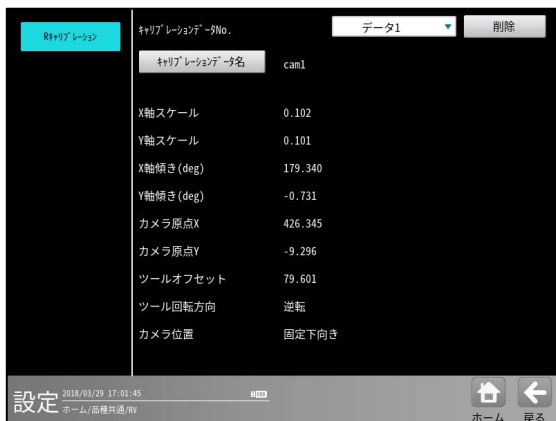 Rｷｬﾘﾌﾞﾚｰｼｮﾝ
ｷｬﾘﾌﾞﾚｰｼｮﾝﾃﾞｰﾀNo.
データ1
削除
ｷｬﾘﾌﾞﾚｰｼｮﾝﾃﾞｰﾀ名
cam1
X軸スケール 0.102
Y軸スケール 0.101
X軸傾き(deg) 179.340
Y軸傾き(deg) -0.731
カメラ原点X 426.345
カメラ原点Y -9.296
ツールオフセット 79.601
ツール回転方向 逆転
カメラ位置 固定下向き
設定
2018/03/29 17:01:45
ホーム/品種共通/RV
ホーム
戻る